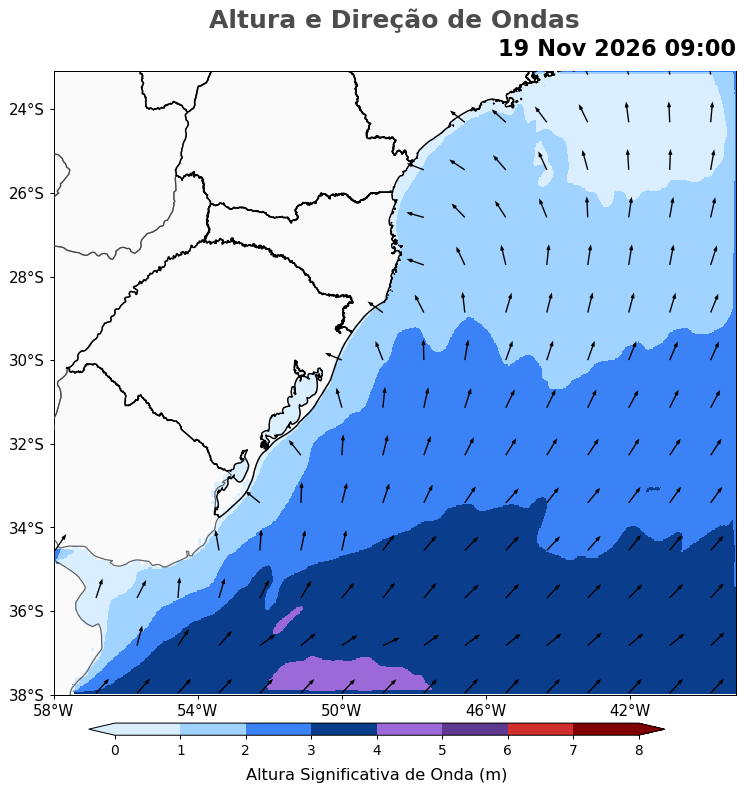 Altura e Direção de Ondas
19 Nov 2026 09:00
24°S
26°S
28°S
30°S
32°S
34°S
36°S
38°S
58°W 54°W 50°W 46°W 42°W
0 1 2 3 4 5 6 7 8
Altura Significativa de Onda (m)